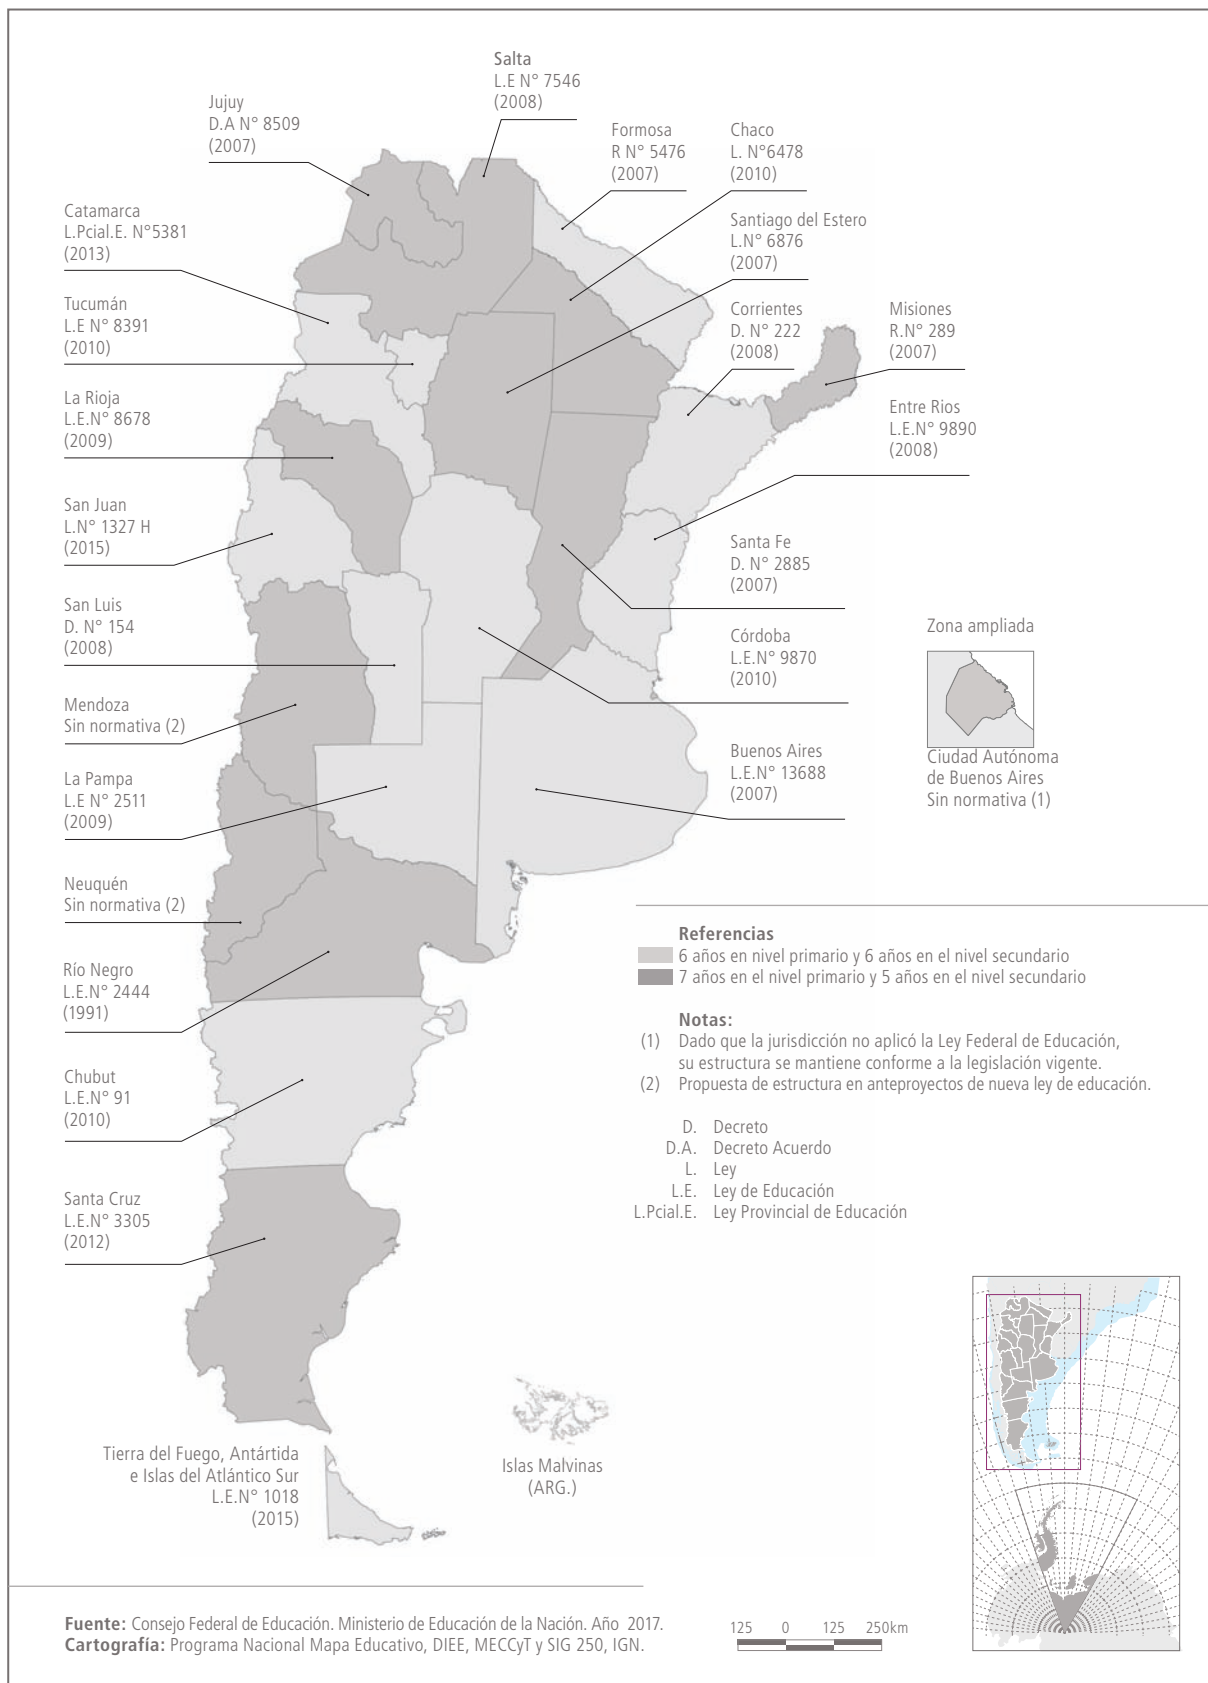 Salta
L.E N° 7546
(2008)
Jujuy
D.A N° 8509
(2007)
Formosa
R N° 5476
(2007)
Chaco
L. N°6478
(2010)
Catamarca
L.Pcial.E. N°5381
(2013)
Santiago del Estero
L.N° 6876
(2007)
Tucumán
L.E N° 8391
(2010)
Corrientes
D. N° 222
(2008)
Misiones
R.N° 289
(2007)
La Rioja
L.E.N° 8678
(2009)
Entre Rios
L.E.N° 9890
(2008)
San Juan
L.N° 1327 H
(2015)
Santa Fe
D. N° 2885
(2007)
San Luis
D. N° 154
(2008)
Córdoba
L.E.N° 9870
(2010)
Zona ampliada
Ciudad Autónoma
de Buenos Aires
Sin normativa (1)
Mendoza
Sin normativa (2)
Buenos Aires
L.E.N° 13688
(2007)
La Pampa
L.E N° 2511
(2009)
Neuquén
Sin normativa (2)
Río Negro
L.E.N° 2444
(1991)
Chubut
L.E.N° 91
(2010)
Santa Cruz
L.E.N° 3305
(2012)
Tierra del Fuego, Antártida
e Islas del Atlántico Sur
L.E.N° 1018
(2015)
Islas Malvinas
(ARG.)
Referencias
6 años en nivel primario y 6 años en el nivel secundario
7 años en el nivel primario y 5 años en el nivel secundario
Notas:
(1) Dado que la jurisdicción no aplicó la Ley Federal de Educación,
su estructura se mantiene conforme a la legislación vigente.
(2) Propuesta de estructura en anteproyectos de nueva ley de educación.
D. Decreto
D.A. Decreto Acuerdo
L. Ley
L.E. Ley de Educación
L.Pcial.E. Ley Provincial de Educación
Fuente: Consejo Federal de Educación. Ministerio de Educación de la Nación. Año 2017.
Cartografía: Programa Nacional Mapa Educativo, DIEE, MECCyT y SIG 250, IGN.
125 0 125 250km